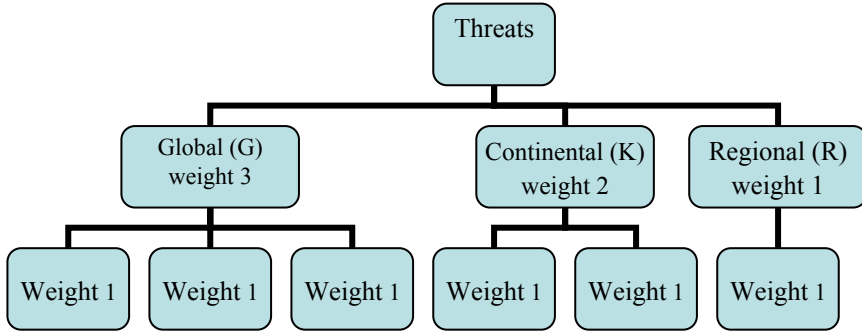 Threats
Global (G)
weight 3
Continental (K)
weight 2
Regional (R)
weight 1
Weight 1
Weight 1
Weight 1
Weight 1
Weight 1
Weight 1